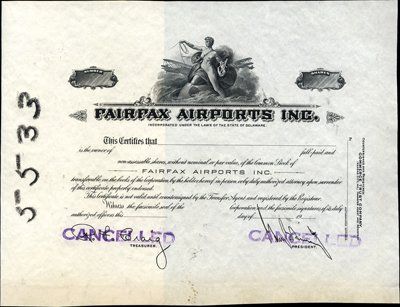 NUMBER
SHARES
FAIRFAX AIRPORTS INC.
INCORPORATED UNDER THE LAWS OF THE STATE OF DELAWARE
This Certifies that
is the owner of full-paid and
non-assessable shares, without nominal or par value, of the Common Stock of
FAIRFAX AIRPORTS INC.
transferable on the books of the Corporation by the holder hereof in person or by duly authorized attorney upon surrender
of this certificate properly endorsed.
This certificate is not valid until countersigned by the Transfer Agent and registered by the Registrar.
Witness the facsimile seal of the Corporation and the facsimile signatures of its duly
authorized officers this day of 19
CANCELLED
CANCELLED
TREASURER.
PRESIDENT.
55533